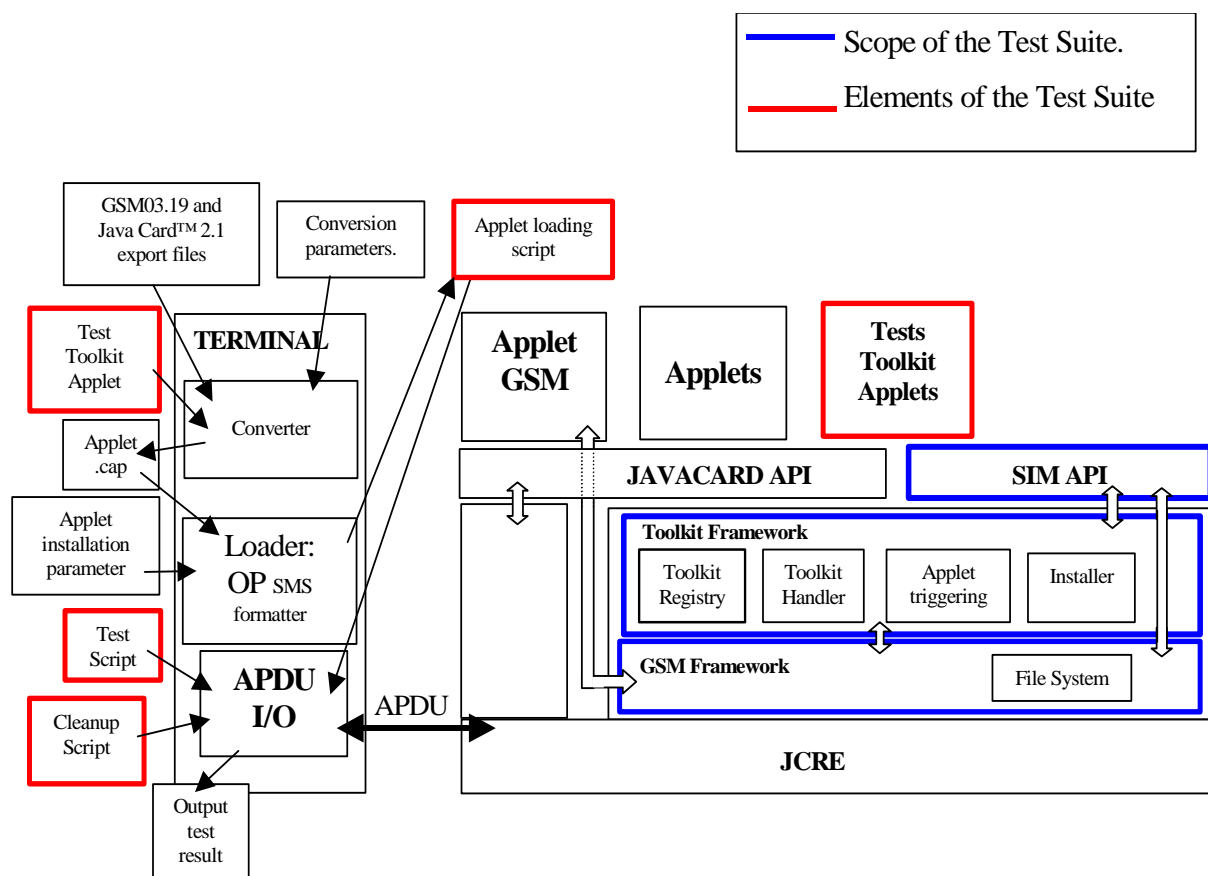 Scope of the Test Suite.
Elements of the Test Suite
GSM03.19 and
Java Card™ 2.1
export files
Conversion
parameters.
Applet loading
script
Test
Toolkit
Applet
TERMINAL
Converter
Applet
.cap
Applet
installation
parameter
Loader:
OP SMS
formatter
Test
Script
APDU
I/O
Cleanup
Script
Output
test
result
APDU
Applet
GSM
Applets
Tests
Toolkit
Applets
JAVACARD API
SIM API
Toolkit Framework
Toolkit
Registry
Toolkit
Handler
Applet
triggering
Installer
GSM Framework
File System
JCRE